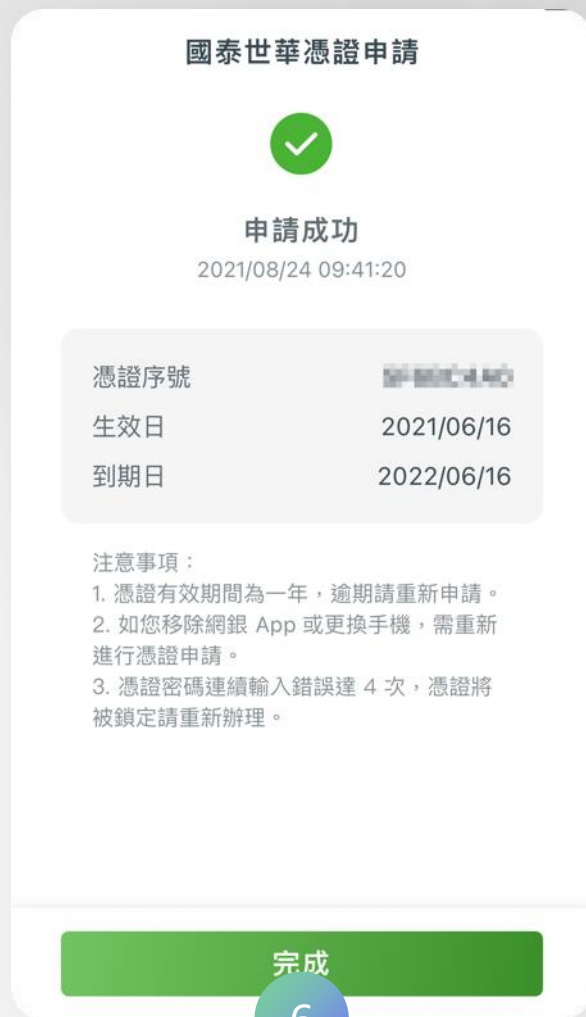 國泰世華憑證申請
申請成功
2021/08/24 09:41:20
憑證序號
生效日 2021/06/16
到期日 2022/06/16
注意事項：
1. 憑證有效期間為一年，逾期請重新申請。
2. 如您移除網銀 App 或更換手機，需重新
進行憑證申請。
3. 憑證密碼連續輸入錯誤達 4 次，憑證將
被鎖定請重新辦理。
完成
6